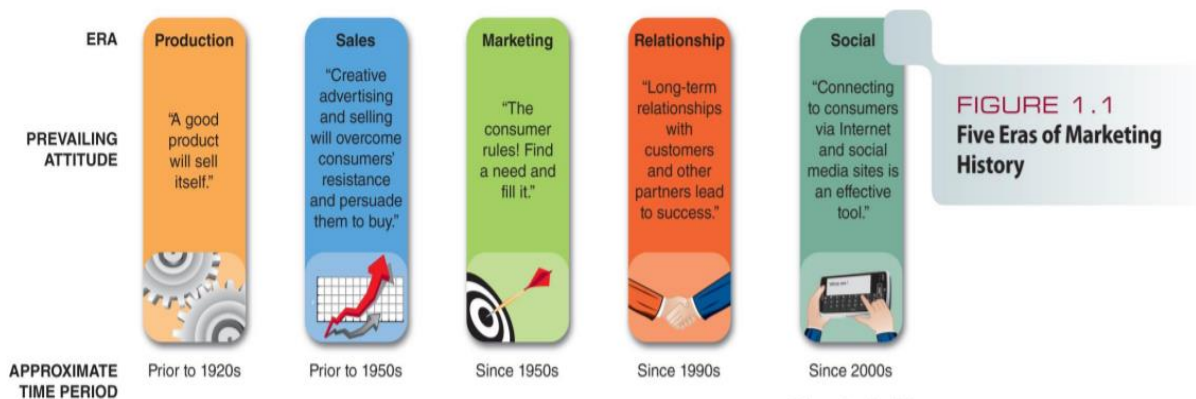 ERA
Production
Sales
Marketing
Relationship
Social
PREVAILING
ATTITUDE
“A good
product
will sell
itself.”
“Creative
advertising
and selling
will overcome
consumers’
resistance
and persuade
them to buy.”
“The
consumer
rules! Find
a need and
fill it.”
“Long-term
relationships
with
customers
and other
partners lead
to success.”
“Connecting
to consumers
via Internet
and social
media sites is
an effective
tool.”
FIGURE 1.1
Five Eras of Marketing
History
APPROXIMATE
TIME PERIOD
Prior to 1920s
Prior to 1950s
Since 1950s
Since 1990s
Since 2000s